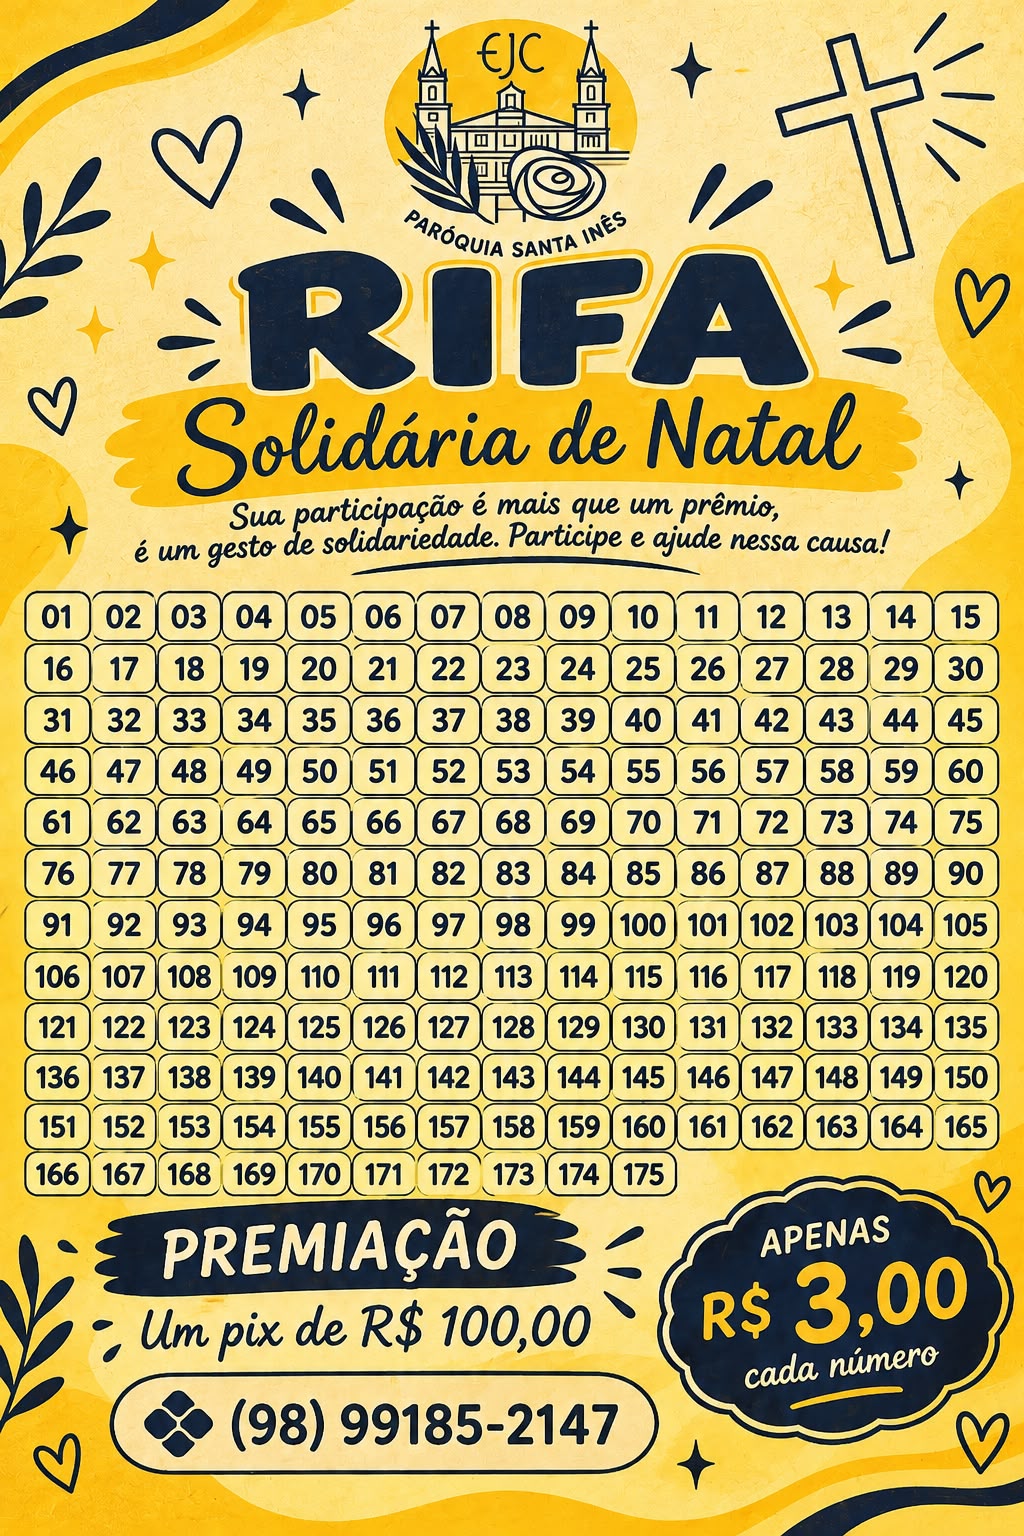 EJC
PARÓQUIA SANTA INÊS
RIFA
Solidária de Natal
Sua participação é mais que um prêmio,
é um gesto de solidariedade. Participe e ajude nessa causa!
01 02 03 04 05 06 07 08 09 10 11 12 13 14 15
16 17 18 19 20 21 22 23 24 25 26 27 28 29 30
31 32 33 34 35 36 37 38 39 40 41 42 43 44 45
46 47 48 49 50 51 52 53 54 55 56 57 58 59 60
61 62 63 64 65 66 67 68 69 70 71 72 73 74 75
76 77 78 79 80 81 82 83 84 85 86 87 88 89 90
91 92 93 94 95 96 97 98 99 100 101 102 103 104 105
106 107 108 109 110 111 112 113 114 115 116 117 118 119 120
121 122 123 124 125 126 127 128 129 130 131 132 133 134 135
136 137 138 139 140 141 142 143 144 145 146 147 148 149 150
151 152 153 154 155 156 157 158 159 160 161 162 163 164 165
166 167 168 169 170 171 172 173 174 175
PREMIAÇÃO
Um pix de R$ 100,00
(98) 99185-2147
APENAS
R$ 3,00
cada número